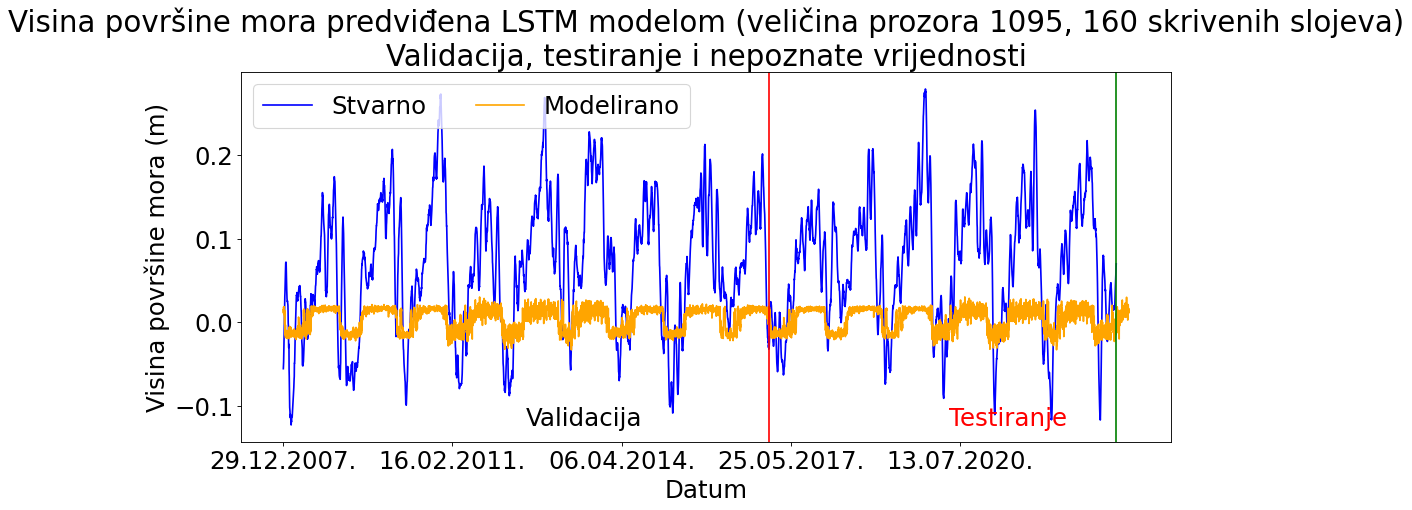 Visina površine mora predviđena LSTM modelom (veličina prozora 1095, 160 skrivenih slojeva)
Validacija, testiranje i nepoznate vrijednosti
Stvarno
Modelirano
Visina površine mora (m)
0.2
0.1
0.0
−0.1
Validacija
Testiranje
29.12.2007.
16.02.2011.
06.04.2014.
25.05.2017.
13.07.2020.
Datum